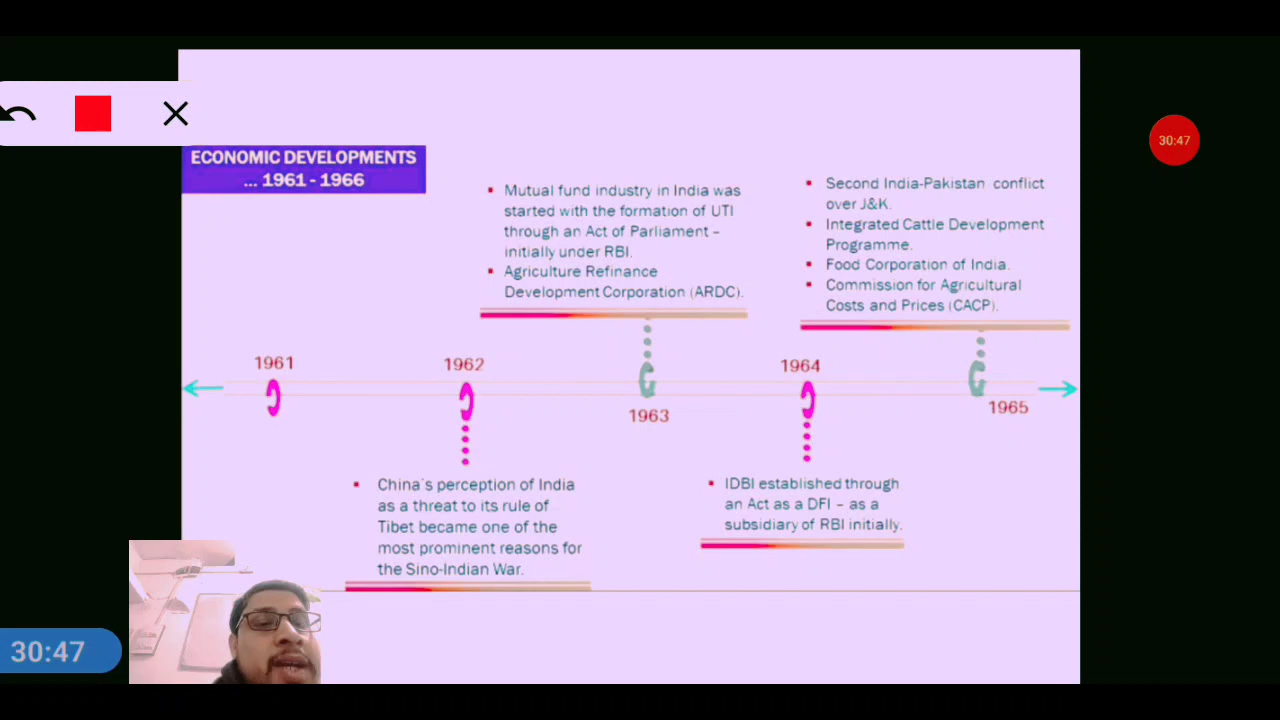 30:47
ECONOMIC DEVELOPMENTS
... 1961 - 1966
▪ Mutual fund industry in India was
started with the formation of UTI
through an Act of Parliament –
initially under RBI.
▪ Agriculture Refinance
Development Corporation (ARDC).
▪ Second India-Pakistan conflict
over J&K.
▪ Integrated Cattle Development
Programme.
▪ Food Corporation of India.
▪ Commission for Agricultural
Costs and Prices (CACP).
1961
1962
1963
1964
1965
▪ China`s perception of India
as a threat to its rule of
Tibet became one of the
most prominent reasons for
the Sino-Indian War.
▪ IDBI established through
an Act as a DFI – as a
subsidiary of RBI initially.
30:47